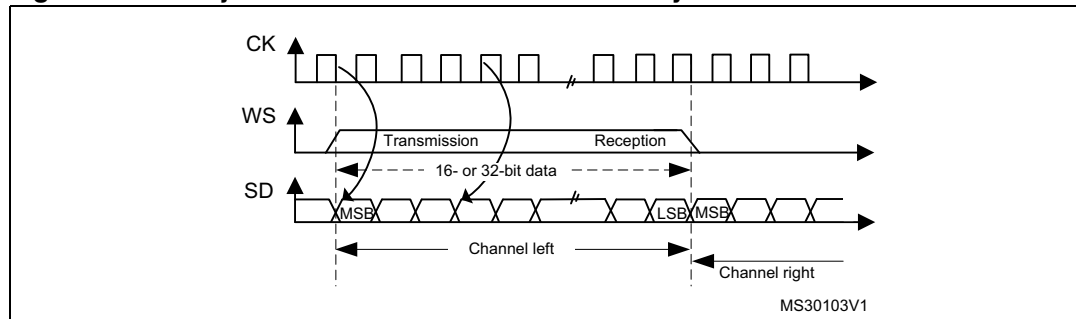 CK
WS
Transmission Reception
16- or 32-bit data
SD
MSB LSB MSB
Channel left
Channel right
MS30103V1